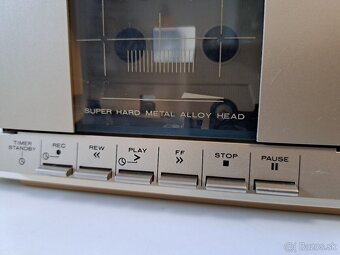 SUPER HARD METAL ALLOY HEAD
TIMER STANDBY
REC
REW
PLAY
FF
STOP
PAUSE
Bazos.sk